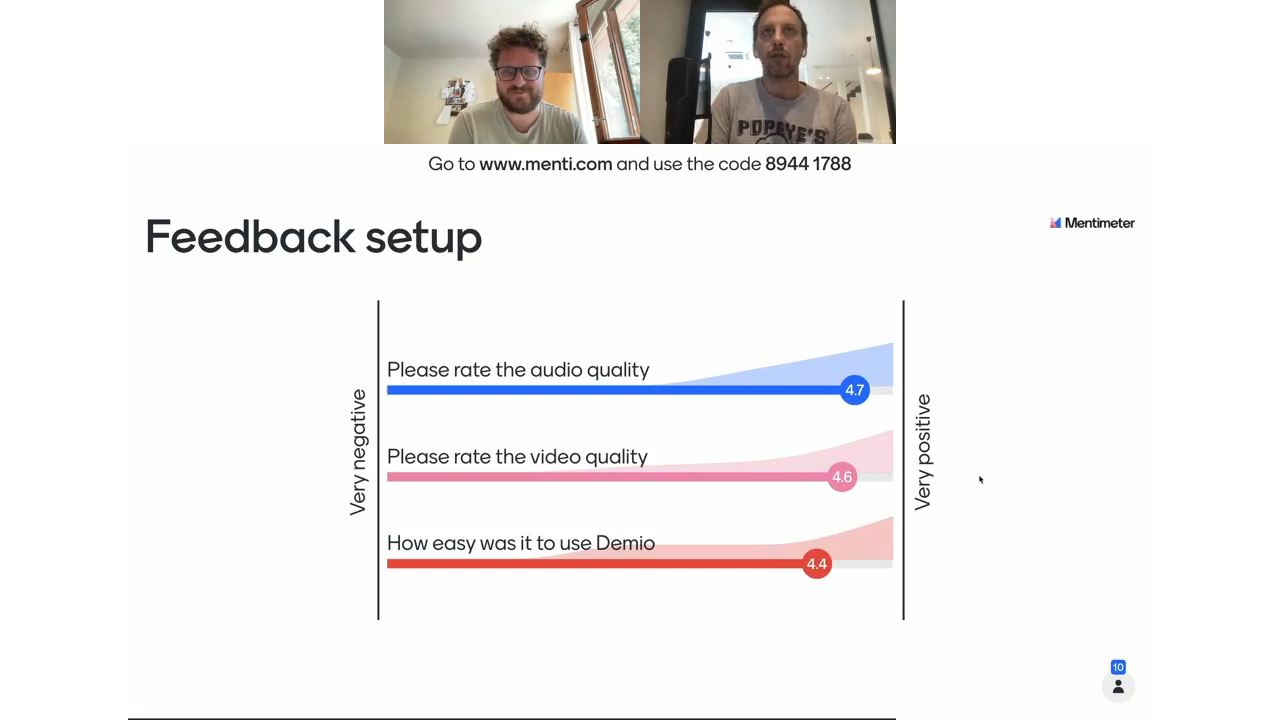 POPEYE'S
Go to www.menti.com and use the code 8944 1788
Feedback setup
Mentimeter
Very negative
Please rate the audio quality
4.7
Please rate the video quality
4.6
How easy was it to use Demio
4.4
Very positive
10